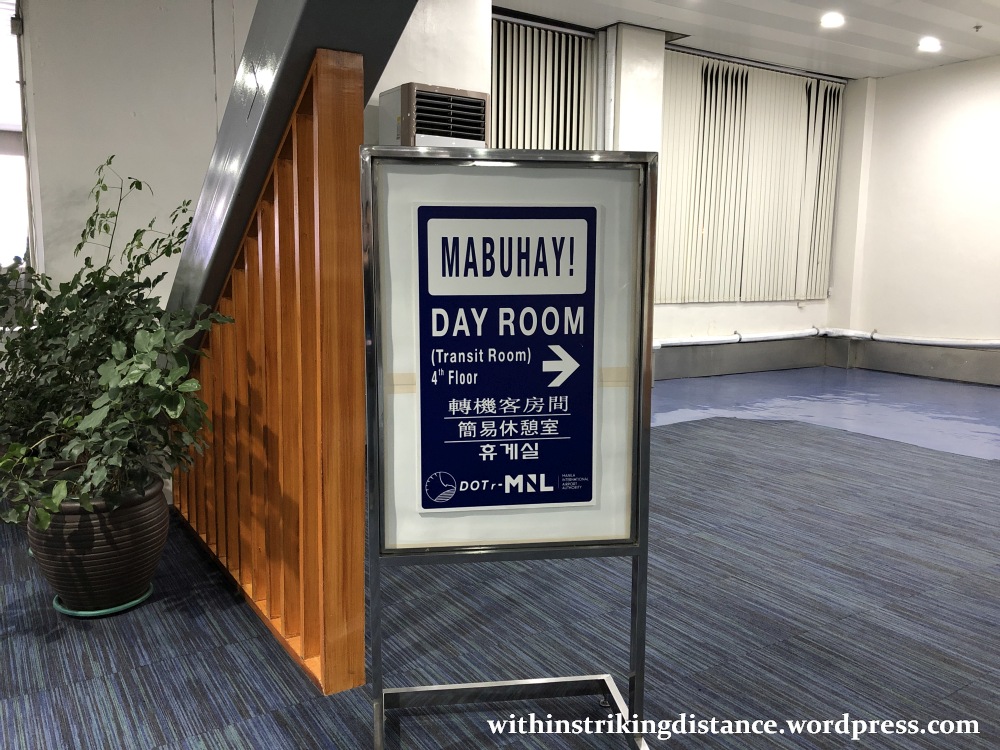 MABUHAY!
DAY ROOM
(Transit Room)
4th Floor
轉機客房間
簡易休憩室
휴게실
DOTr-MNL
MANILA
INTERNATIONAL
AIRPORT
AUTHORITY
withinstrikingdistance.wordpress.com